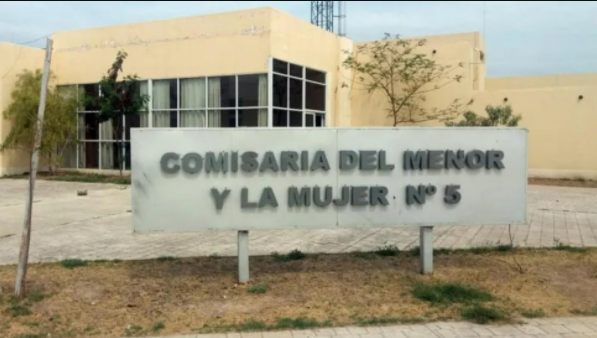 COMISARIA DEL MENOR
Y LA MUJER Nº 5